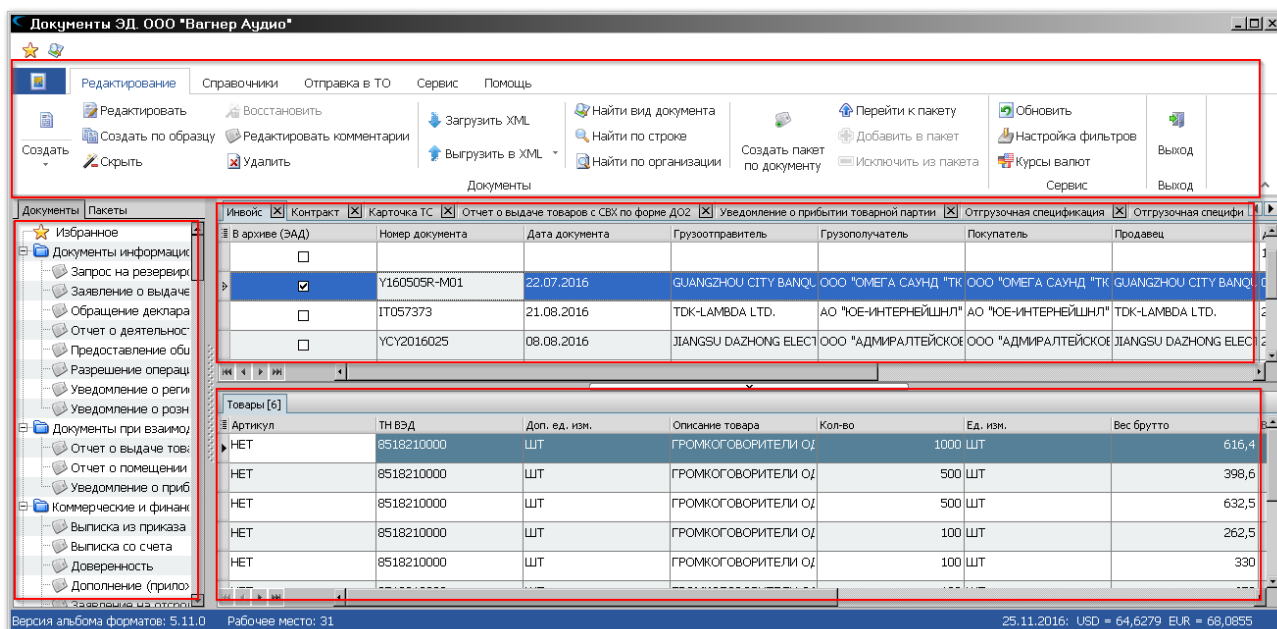 Документы ЭД. ООО "Вагнер Аудио"
Редактирование Справочники Отправка в ТО Сервис Помощь
Создать
Редактировать
Создать по образцу
Скрыть
Восстановить
Редактировать комментарии
Удалить
Загрузить XML
Выгрузить в XML
Найти вид документа
Найти по строке
Найти по организации
Документы
Создать пакет
по документу
Перейти к пакету
Добавить в пакет
Исключить из пакета
Обновить
Настройка фильтров
Курсы валют
Сервис
Выход
Выход
Документы Пакеты
Избранное
Документы информацис
Запрос на резервиро
Заявление о выдаче
Обращение деклара
Отчет о деятельност
Предоставление общ
Разрешение операц
Уведомление о реги
Уведомление о розн
Документы при взаимод
Отчет о выдаче това
Отчет о помещении
Уведомление о приб
Коммерческие и финан
Выписка из приказа
Выписка со счета
Доверенность
Дополнение (прилож
Инвойс Контракт Карточка ТС Отчет о выдаче товаров с СВХ по форме ДО2 Уведомление о прибытии товарной партии Отгрузочная спецификация Отгрузочная специфи
В архиве (ЭАД) Номер документа Дата документа Грузоотправитель Грузополучатель Покупатель Продавец
Y160505R-M01 22.07.2016 GUANGZHOU CITY BANQU ООО "ОМЕГА САУНД "ТК ООО "ОМЕГА САУНД "ТК GUANGZHOU CITY BANQU
IT057373 21.08.2016 TDK-LAMBDA LTD. АО "ЮЕ-ИНТЕРНЕЙШНЛ" АО "ЮЕ-ИНТЕРНЕЙШНЛ" TDK-LAMBDA LTD.
YCY2016025 08.08.2016 JIANGSU DAZHONG ELECT ООО "АДМИРАЛТЕЙСКОЕ ООО "АДМИРАЛТЕЙСКОЕ JIANGSU DAZHONG ELECT
Товары [6]
Артикул ТН ВЭД Доп. ед. изм. Описание товара Кол-во Ед. изм. Вес брутто
НЕТ 8518210000 ШТ ГРОМКОГОВОРИТЕЛИ ОД 1000 ШТ 616,4
НЕТ 8518210000 ШТ ГРОМКОГОВОРИТЕЛИ ОД 500 ШТ 398,6
НЕТ 8518210000 ШТ ГРОМКОГОВОРИТЕЛИ ОД 500 ШТ 632,5
НЕТ 8518210000 ШТ ГРОМКОГОВОРИТЕЛИ ОД 100 ШТ 262,5
НЕТ 8518210000 ШТ ГРОМКОГОВОРИТЕЛИ ОД 100 ШТ 330
Версия альбома форматов: 5.11.0 Рабочее место: 31 25.11.2016: USD = 64,6279 EUR = 68,0855